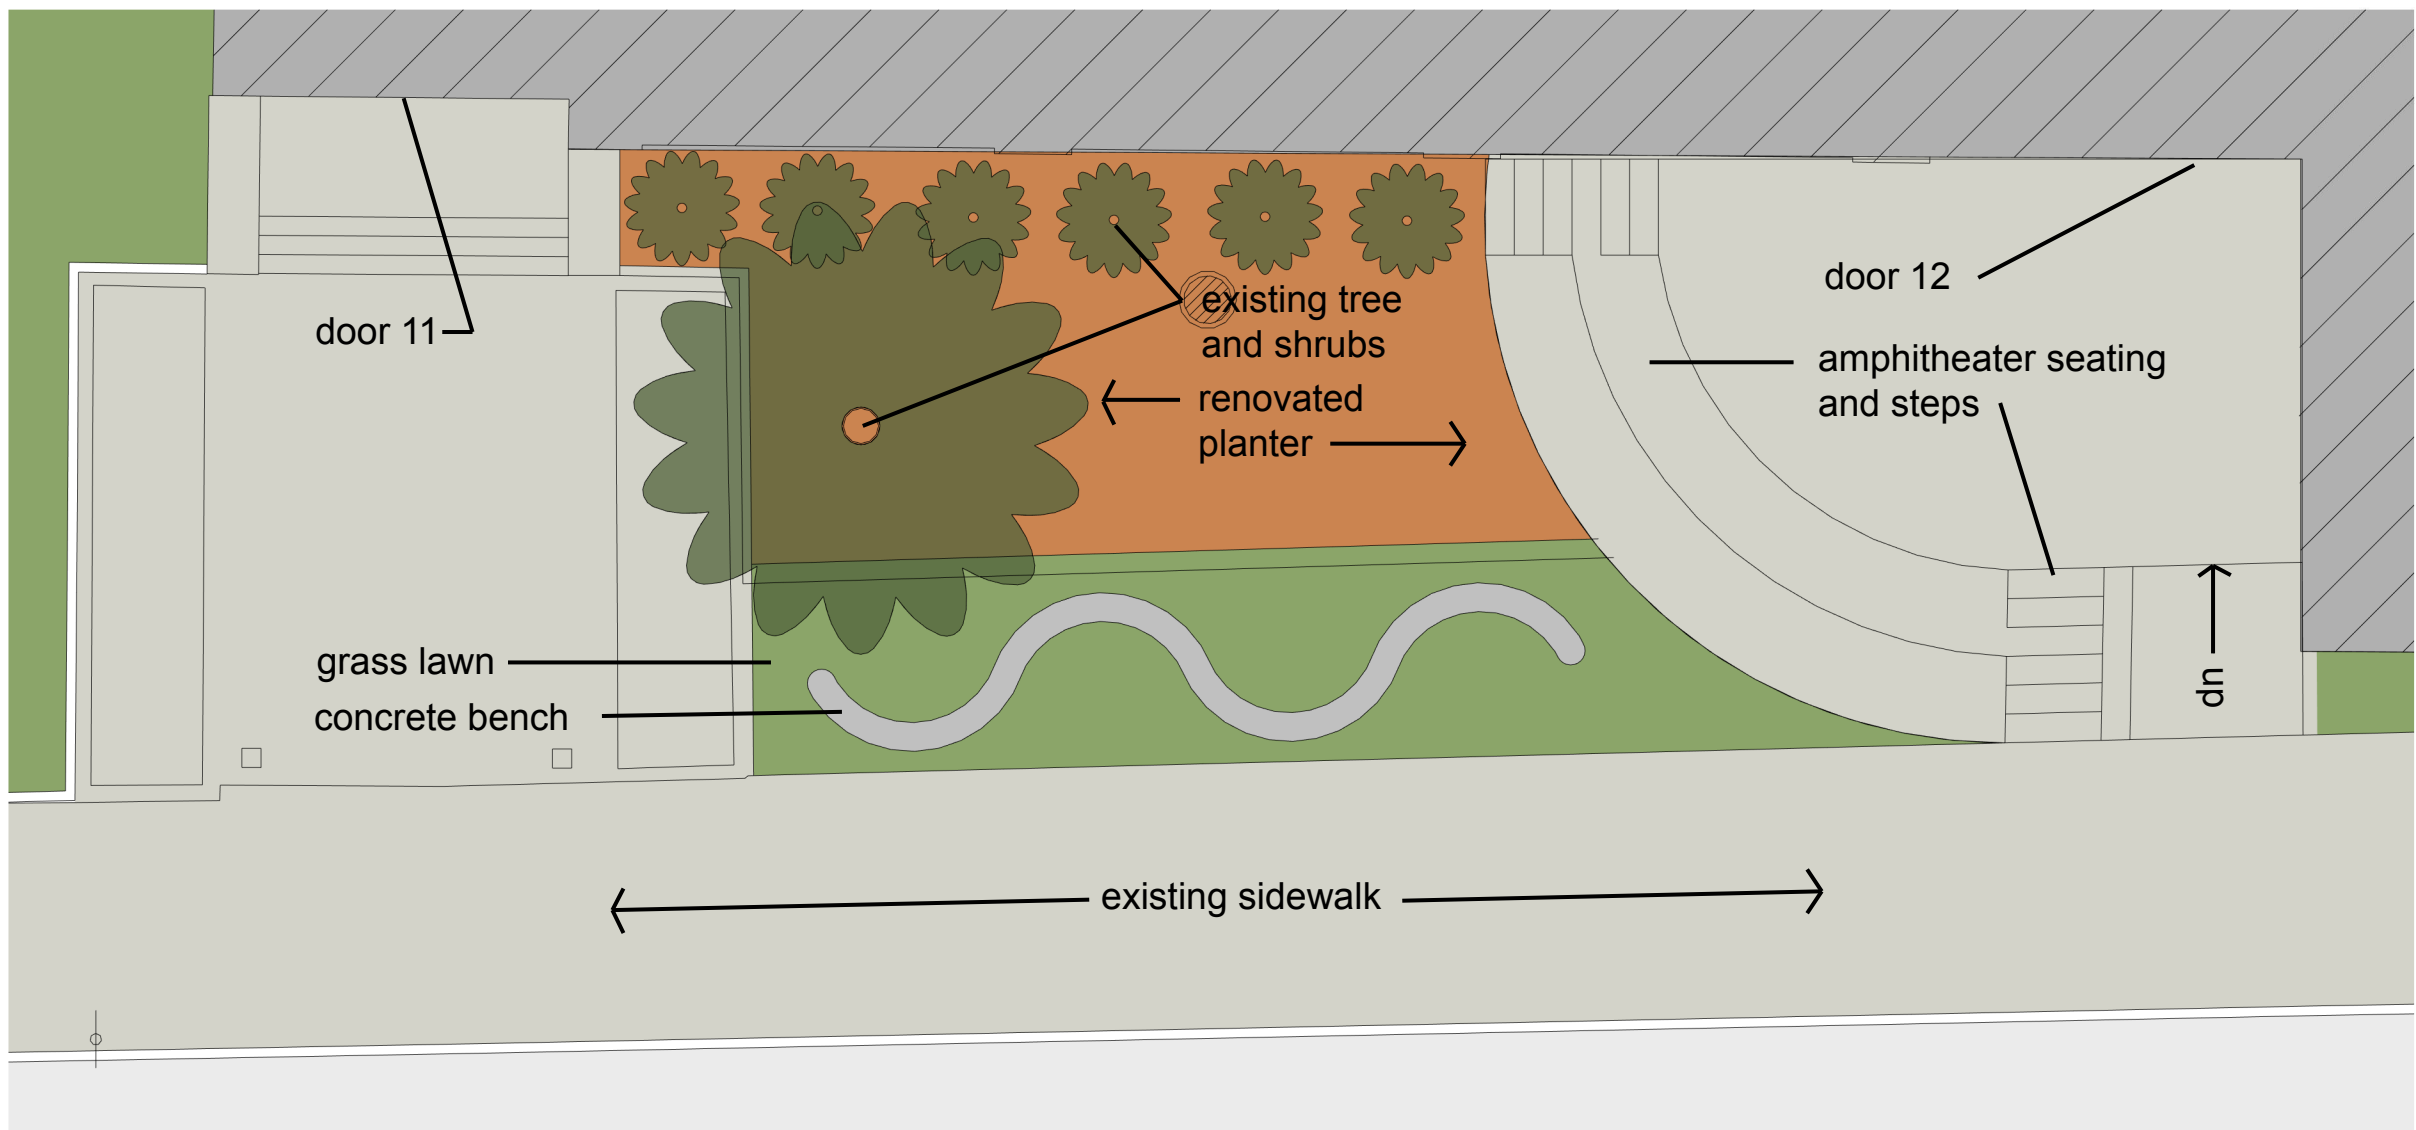 door 11
existing tree
and shrubs
renovated
planter
door 12
amphitheater seating
and steps
grass lawn
concrete bench
dn
existing sidewalk